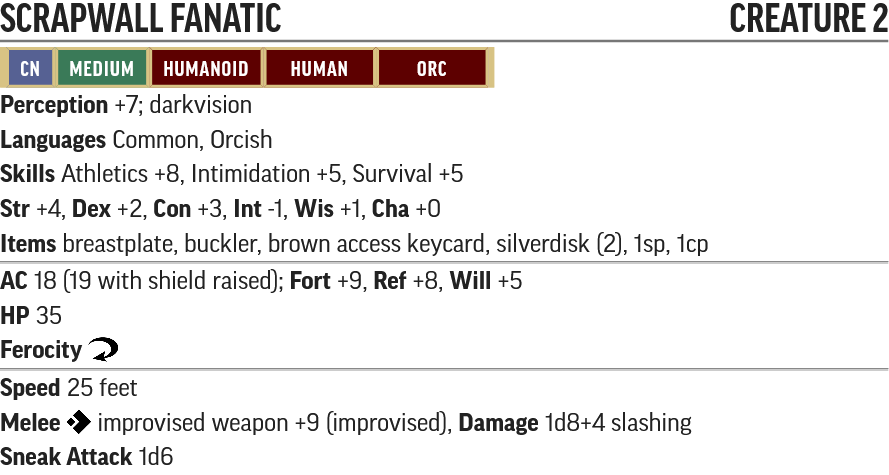 SCRAPWALL FANATIC CREATURE 2
CN MEDIUM HUMANOID HUMAN ORC
Perception +7; darkvision
Languages Common, Orcish
Skills Athletics +8, Intimidation +5, Survival +5
Str +4, Dex +2, Con +3, Int -1, Wis +1, Cha +0
Items breastplate, buckler, brown access keycard, silverdisk (2), 1sp, 1cp
AC 18 (19 with shield raised); Fort +9, Ref +8, Will +5
HP 35
Ferocity
Speed 25 feet
Melee improvised weapon +9 (improvised), Damage 1d8+4 slashing
Sneak Attack 1d6